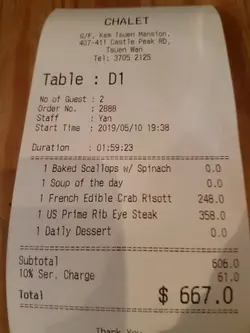 CHALET
G/F, Kam Tsuen Mansion,
407-411 Castle Peak RD,
Tsuen Wan
Tel: 3705 2125
Table : D1
No of Guest : 2
Order No. : 2888
Staff : Yan
Start Time : 2019/05/10 19:38
Duration : 01:59:23
1 Baked Scallops w/ Spinach 0.0
1 Soup of the day 0.0
1 French Edible Crab Risott 248.0
1 US Prime Rib Eye Steak 358.0
1 Daily Dessert 0.0
Subtotal 606.0
10% Ser. Charge 61.0
Total $ 667.0
Thank You